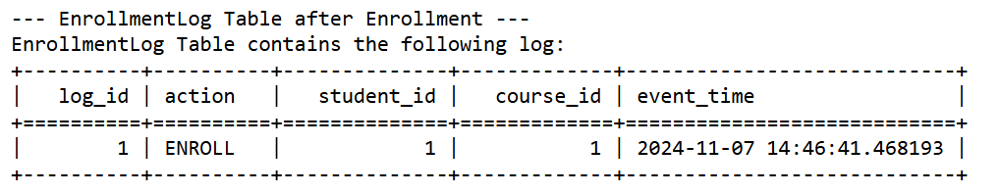 --- EnrollmentLog Table after Enrollment ---
EnrollmentLog Table contains the following log:
+----------+----------+--------------+-------------+----------------------------+
|   log_id | action   |   student_id |   course_id | event_time                 |
+==========+==========+==============+=============+============================+
|        1 | ENROLL   |            1 |           1 | 2024-11-07 14:46:41.468193 |
+----------+----------+--------------+-------------+----------------------------+